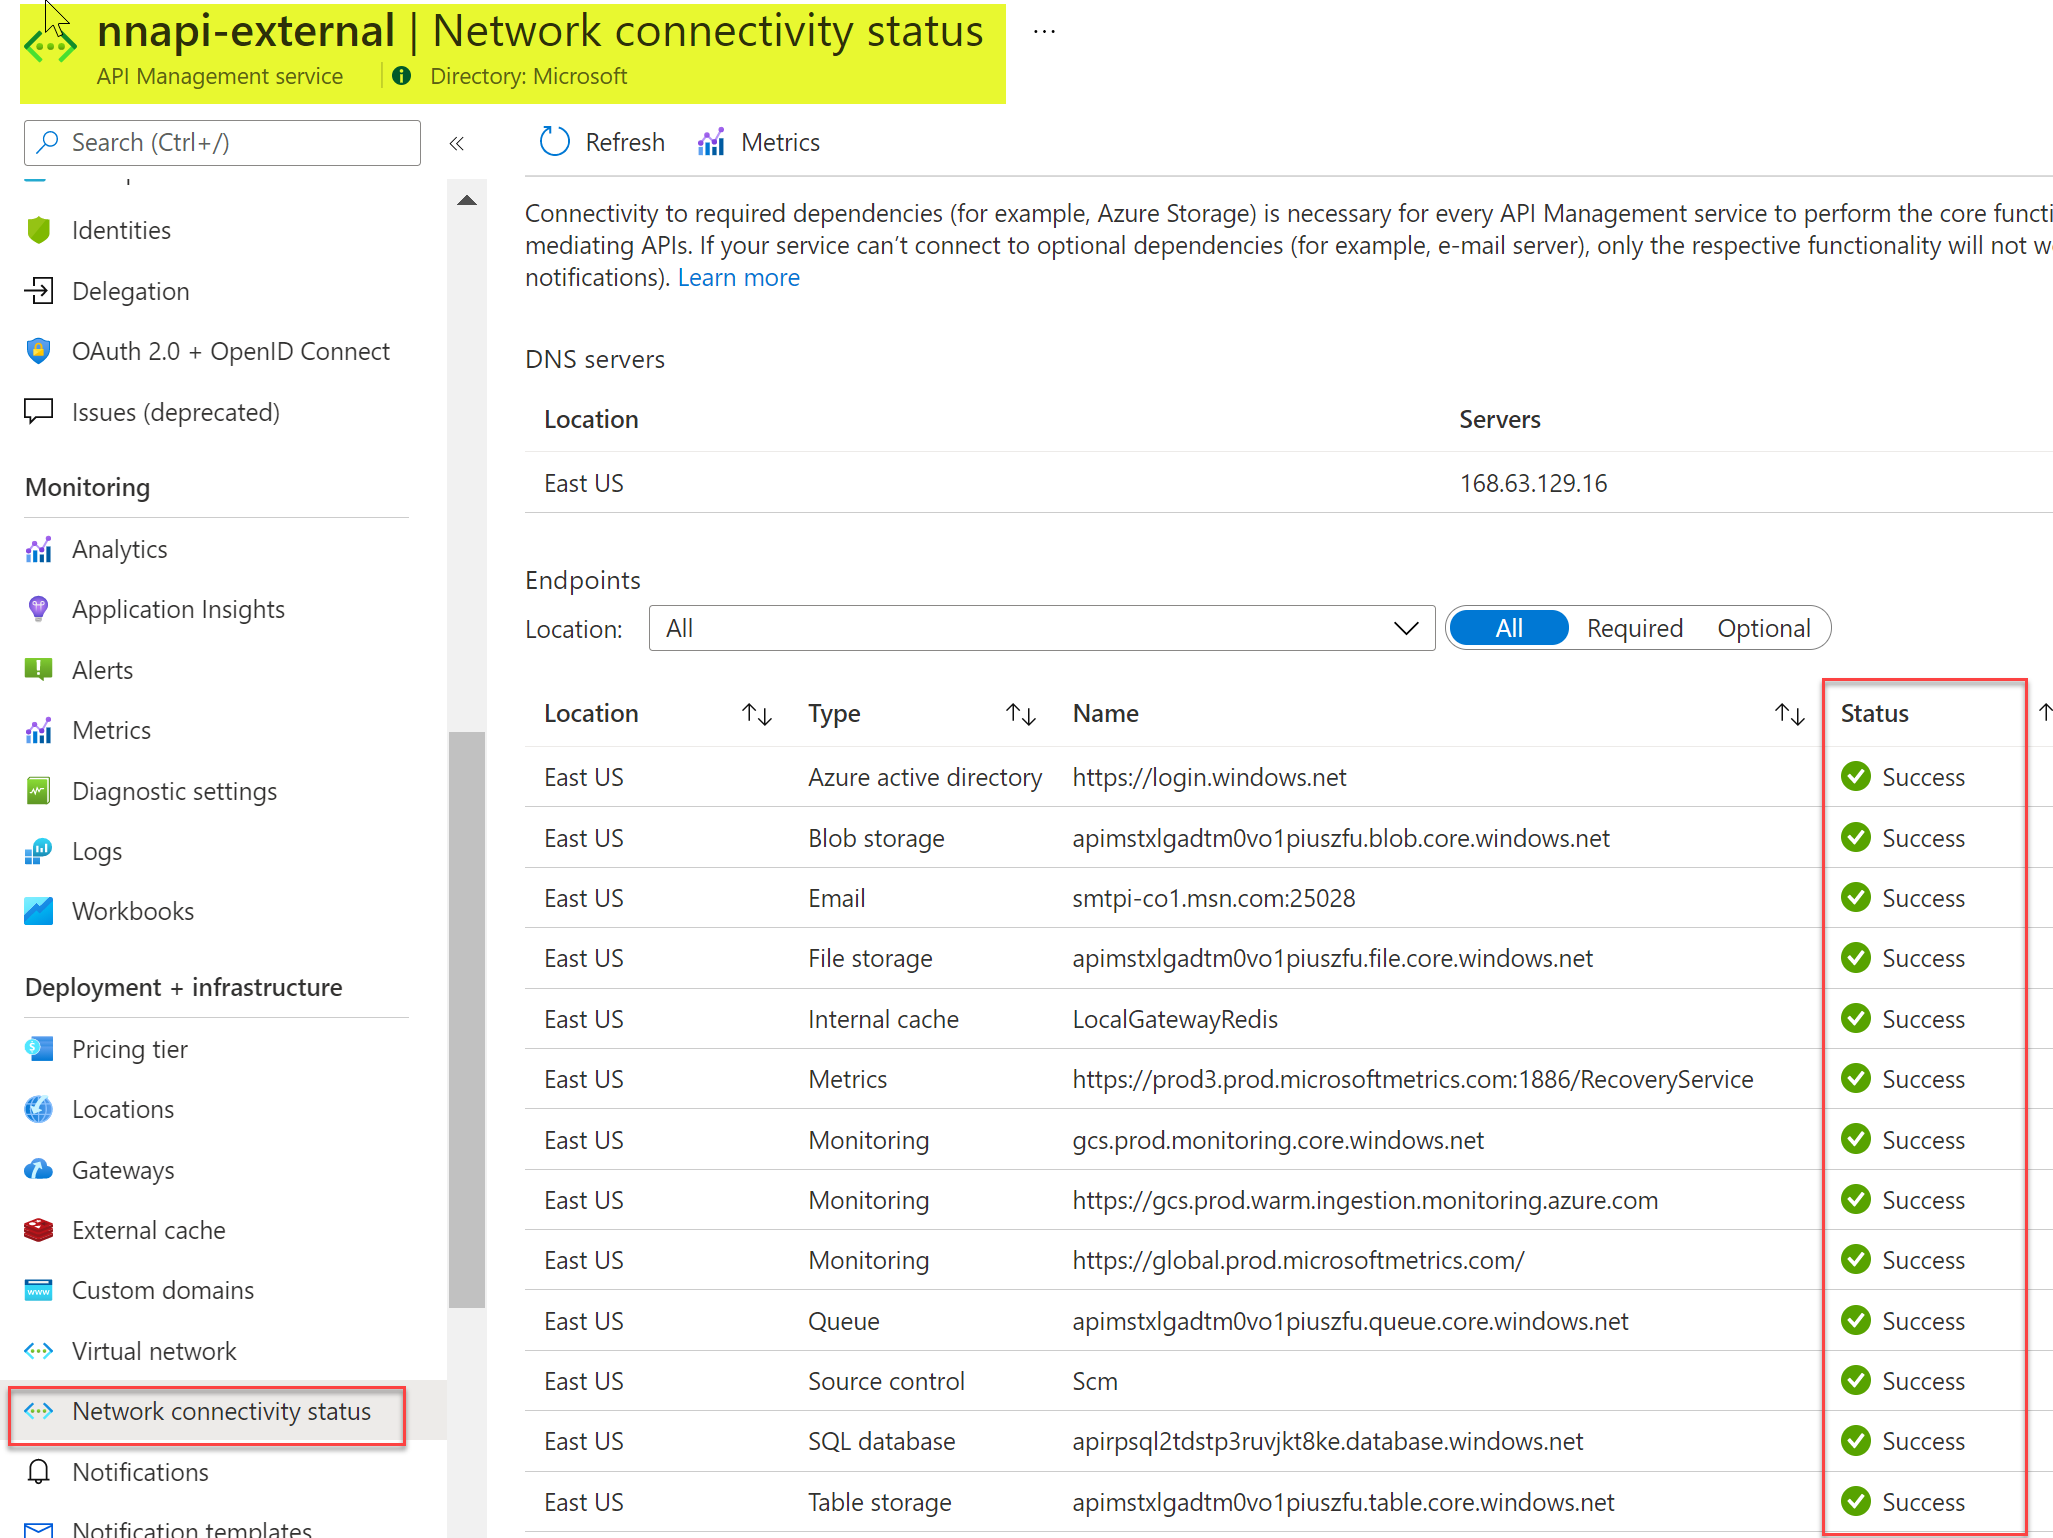 nnapi-external | Network connectivity status ...
API Management service | Directory: Microsoft
Search (Ctrl+/)
«
Refresh
Metrics
Identities
Delegation
OAuth 2.0 + OpenID Connect
Issues (deprecated)
Monitoring
Analytics
Application Insights
Alerts
Metrics
Diagnostic settings
Logs
Workbooks
Deployment + infrastructure
Pricing tier
Locations
Gateways
External cache
Custom domains
Virtual network
Network connectivity status
Notifications
Notification templates
Connectivity to required dependencies (for example, Azure Storage) is necessary for every API Management service to perform the core
mediating APIs. If your service can't connect to optional dependencies (for example, e-mail server), only the respective functionality will not
notifications). Learn more
DNS servers
Location Servers
East US 168.63.129.16
Endpoints
Location: All All Required Optional
Location Type Name Status
East US Azure active directory https://login.windows.net Success
East US Blob storage apimstxlgadtm0vo1piuszfu.blob.core.windows.net Success
East US Email smtpi-co1.msn.com:25028 Success
East US File storage apimstxlgadtm0vo1piuszfu.file.core.windows.net Success
East US Internal cache LocalGatewayRedis Success
East US Metrics https://prod3.prod.microsoftmetrics.com:1886/RecoveryService Success
East US Monitoring gcs.prod.monitoring.core.windows.net Success
East US Monitoring https://gcs.prod.warm.ingestion.monitoring.azure.com Success
East US Monitoring https://global.prod.microsoftmetrics.com/ Success
East US Queue apimstxlgadtm0vo1piuszfu.queue.core.windows.net Success
East US Source control Scm Success
East US SQL database apirpsql2tdstp3ruvjkt8ke.database.windows.net Success
East US Table storage apimstxlgadtm0vo1piuszfu.table.core.windows.net Success